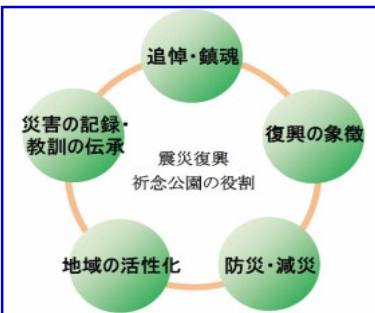 追悼・鎮魂
災害の記録・
教訓の伝承
復興の象徴
震災復興
祈念公園の役割
地域の活性化
防災・減災